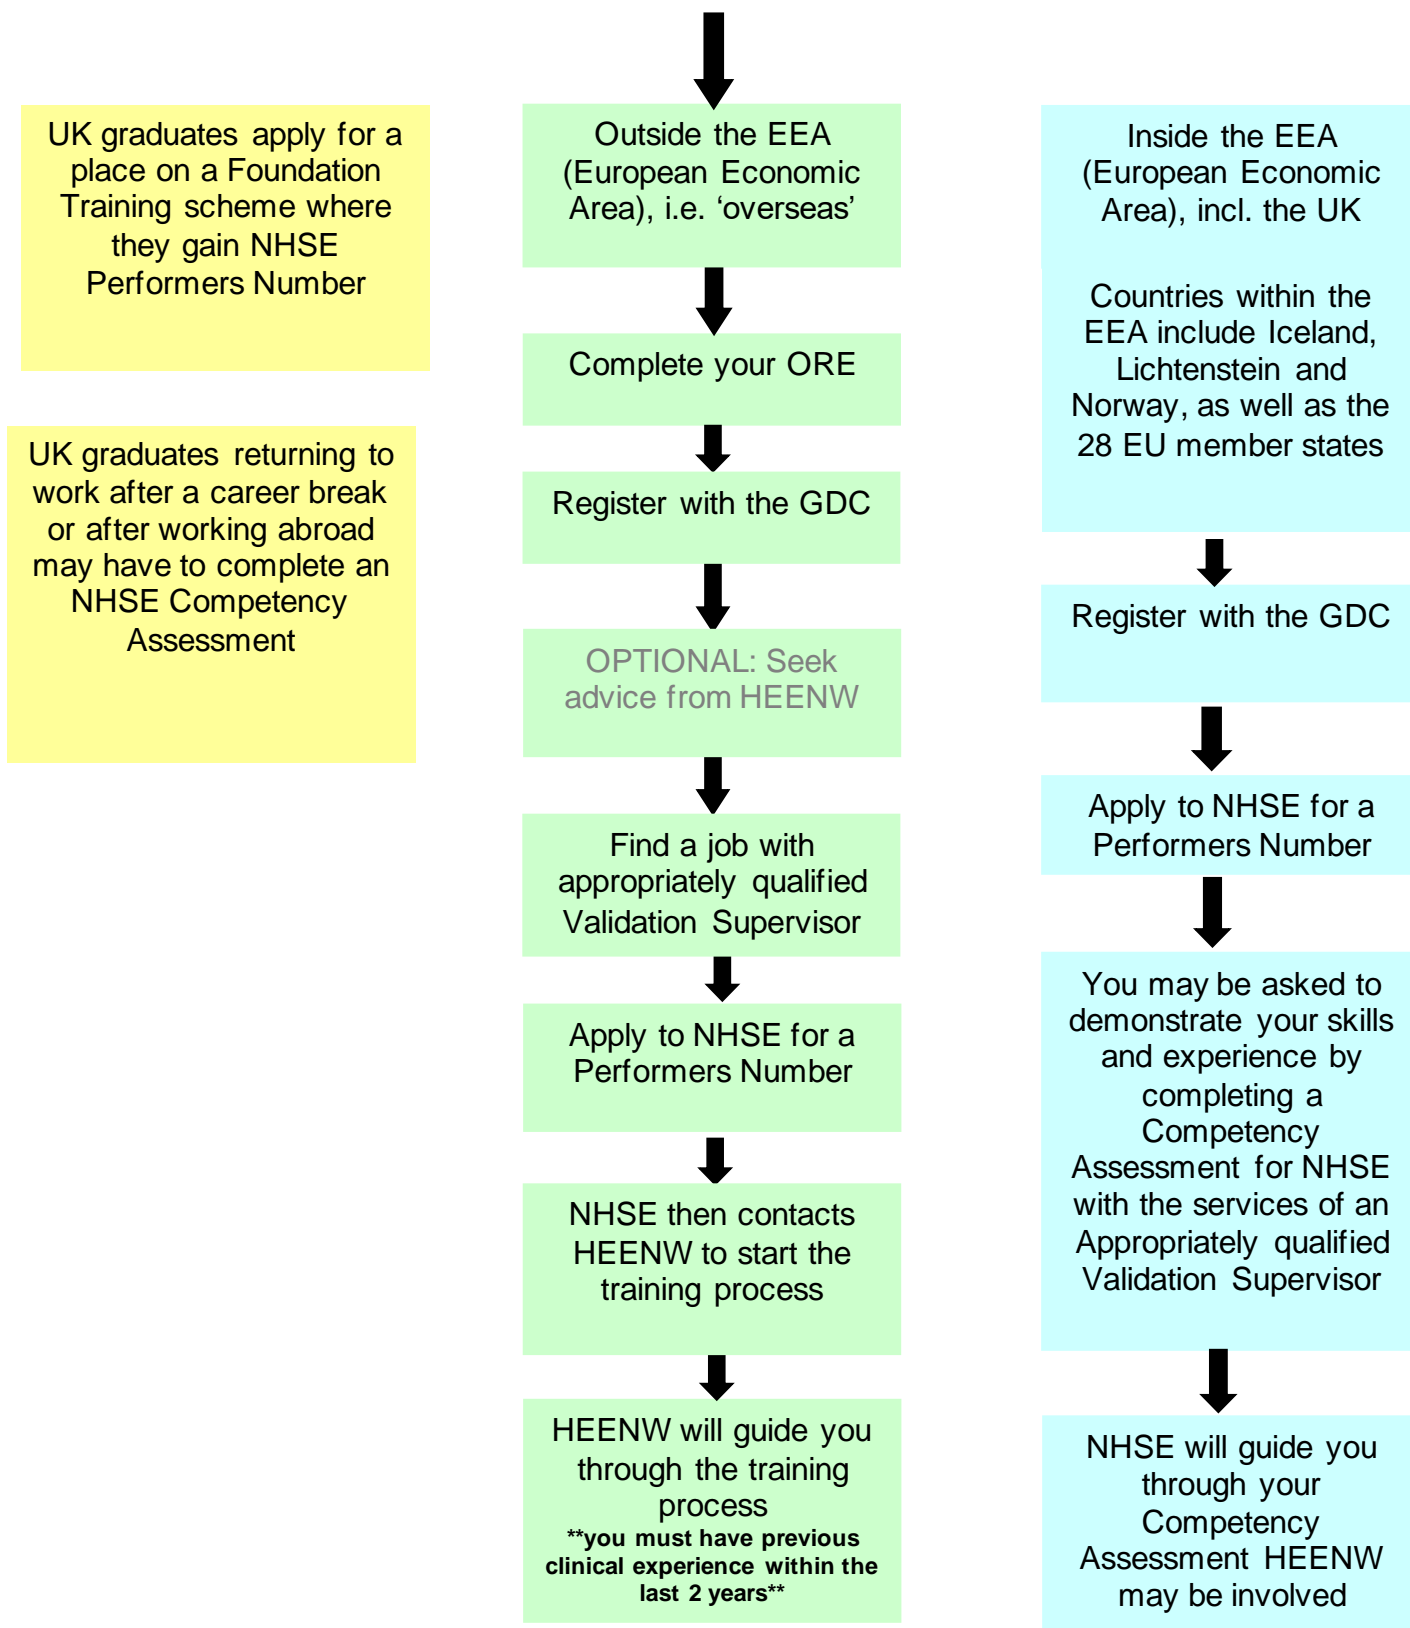 UK graduates apply for a
place on a Foundation
Training scheme where
they gain NHSE
Performers Number
UK graduates returning to
work after a career break
or after working abroad
may have to complete an
NHSE Competency
Assessment
Outside the EEA
(European Economic
Area), i.e. ‘overseas’
Complete your ORE
Register with the GDC
OPTIONAL: Seek
advice from HEENW
Find a job with
appropriately qualified
Validation Supervisor
Apply to NHSE for a
Performers Number
NHSE then contacts
HEENW to start the
training process
HEENW will guide you
through the training
process
**you must have previous
clinical experience within the
last 2 years**
Inside the EEA
(European Economic
Area), incl. the UK
Countries within the
EEA include Iceland,
Lichtenstein and
Norway, as well as the
28 EU member states
Register with the GDC
Apply to NHSE for a
Performers Number
You may be asked to
demonstrate your skills
and experience by
completing a
Competency
Assessment for NHSE
with the services of an
Appropriately qualified
Validation Supervisor
NHSE will guide you
through your
Competency
Assessment HEENW
may be involved